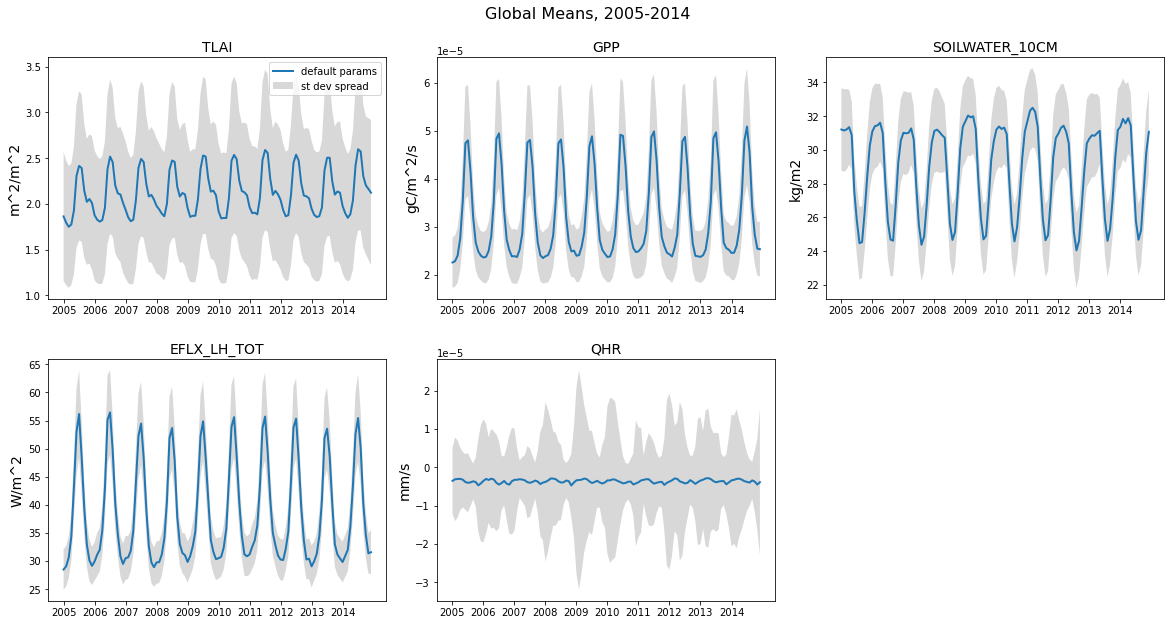 Global Means, 2005-2014
TLAI
m^2/m^2
3.5
3.0
2.5
2.0
1.5
1.0
default params
st dev spread
2005 2006 2007 2008 2009 2010 2011 2012 2013 2014
GPP
1e−5
gC/m^2/s
6
5
4
3
2
2005 2006 2007 2008 2009 2010 2011 2012 2013 2014
SOILWATER_10CM
kg/m2
34
32
30
28
26
24
22
2005 2006 2007 2008 2009 2010 2011 2012 2013 2014
EFLX_LH_TOT
W/m^2
65
60
55
50
45
40
35
30
25
2005 2006 2007 2008 2009 2010 2011 2012 2013 2014
QHR
1e−5
mm/s
2
1
0
−1
−2
−3
2005 2006 2007 2008 2009 2010 2011 2012 2013 2014